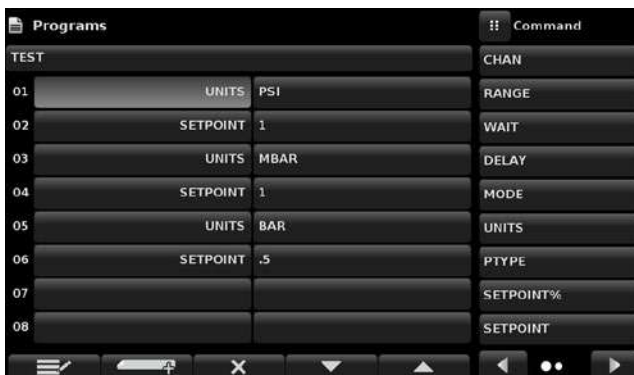 Programs
TEST
01 UNITS PSI
02 SETPOINT 1
03 UNITS MBAR
04 SETPOINT 1
05 UNITS BAR
06 SETPOINT .5
07
08
Command
CHAN
RANGE
WAIT
DELAY
MODE
UNITS
PTYPE
SETPOINT%
SETPOINT